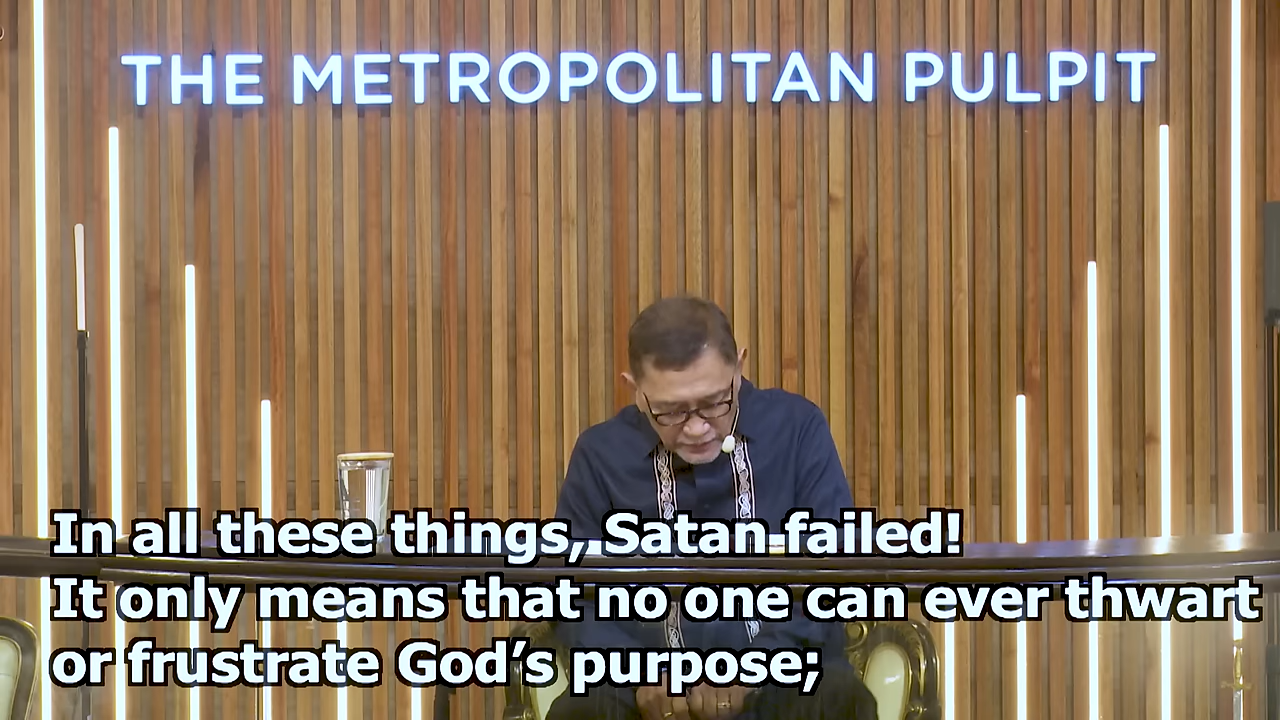 THE METROPOLITAN PULPIT
In all these things, Satan failed!
It only means that no one can ever thwart
or frustrate God’s purpose;